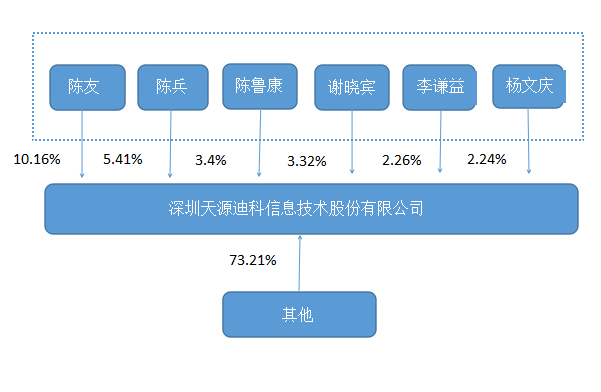 陈友
陈兵
陈鲁康
谢晓宾
李谦益
杨文庆
10.16%
5.41%
3.4%
3.32%
2.26%
2.24%
深圳天源迪科信息技术股份有限公司
73.21%
其他